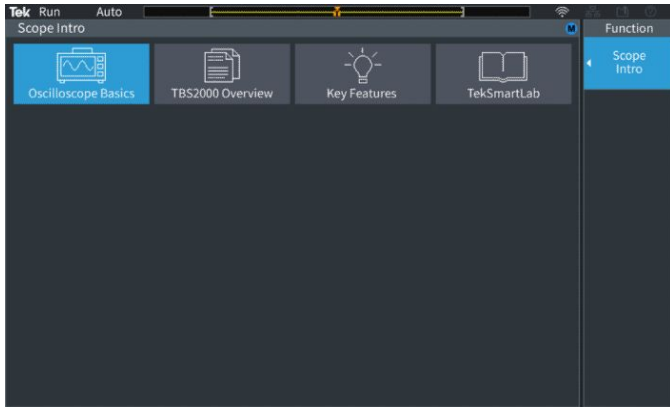 Tek Run Auto
Scope Intro
M
Function
Oscilloscope Basics
TBS2000 Overview
Key Features
TekSmartLab
Scope
Intro